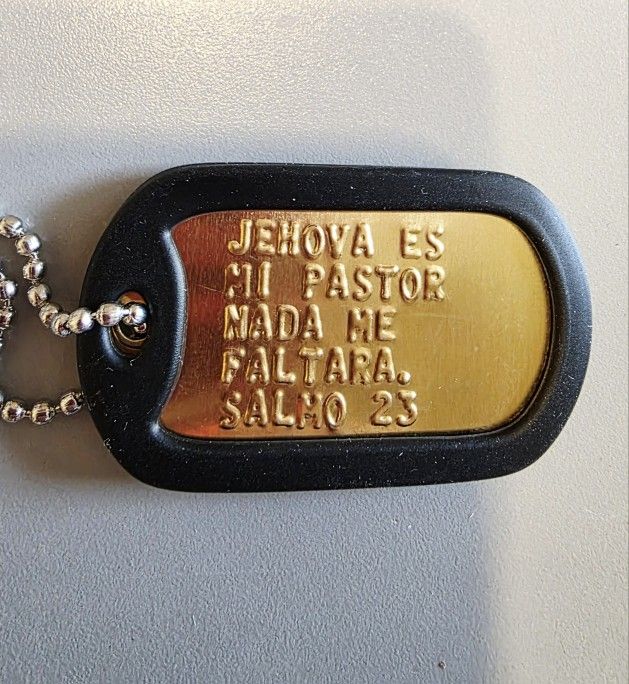 JEHOVA ES
MI PASTOR
NADA ME
FALTARA.
SALMO 23